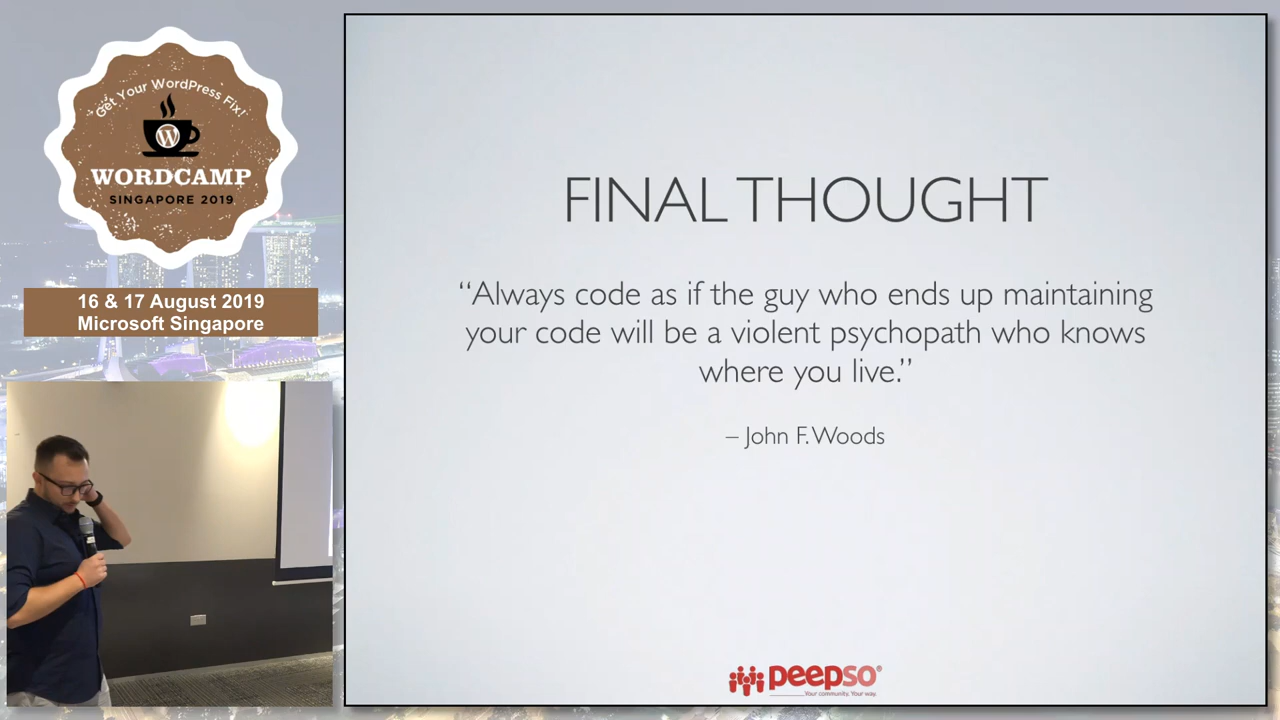 Get Your WordPress Fix!
WORDCAMP
SINGAPORE 2019
16 & 17 August 2019
Microsoft Singapore
FINAL THOUGHT
“Always code as if the guy who ends up maintaining
your code will be a violent psychopath who knows
where you live.”
– John F. Woods
peepso®
Your community. Your way.